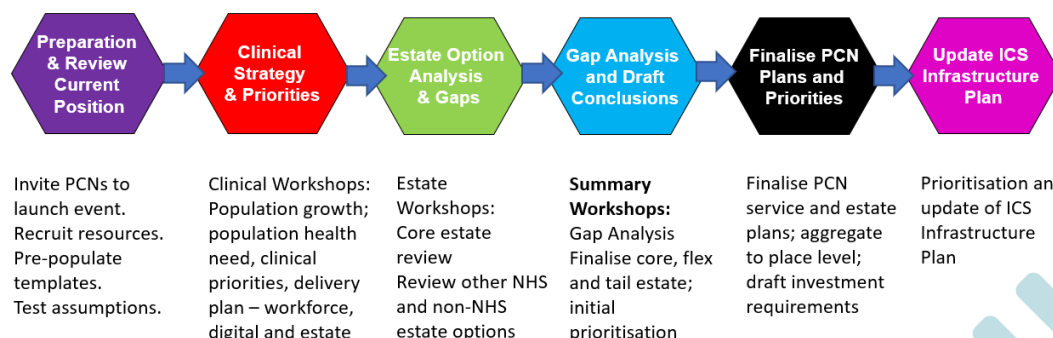 Preparation
& Review
Current
Position
Clinical
Strategy
& Priorities
Estate Option
Analysis
& Gaps
Gap Analysis
and Draft
Conclusions
Finalise PCN
Plans and
Priorities
Update ICS
Infrastructure
Plan
Invite PCNs to
launch event.
Recruit resources.
Pre-populate
templates.
Test assumptions.
Clinical Workshops:
Population growth;
population health
need, clinical
priorities, delivery
plan – workforce,
digital and estate
Estate
Workshops:
Core estate
review
Review other NHS
and non-NHS
estate options
Summary
Workshops:
Gap Analysis
Finalise core, flex
and tail estate;
initial
prioritisation
Finalise PCN
service and estate
plans; aggregate
to place level;
draft investment
requirements
Prioritisation an
update of ICS
Infrastructure
Plan